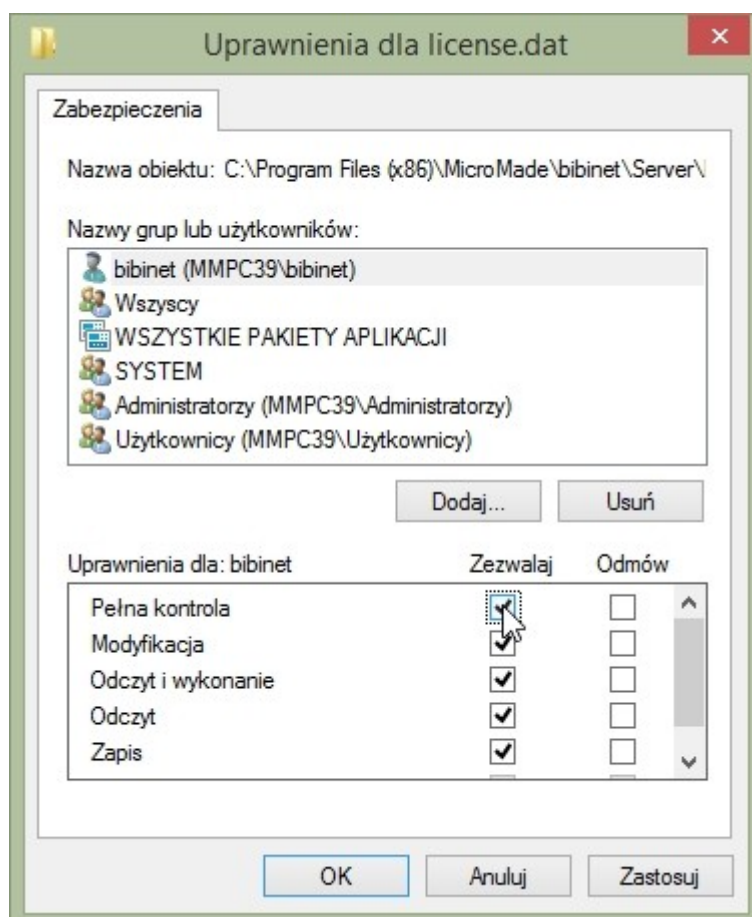 Uprawnienia dla license.dat
Zabezpieczenia
Nazwa obiektu: C:\Program Files (x86)\MicroMade\bibinet\Server\
Nazwy grup lub użytkowników:
bibinet (MMPC39\bibinet)
Wszyscy
WSZYSTKIE PAKIETY APLIKACJI
SYSTEM
Administratorzy (MMPC39\Administratorzy)
Użytkownicy (MMPC39\Użytkownicy)
Dodaj... Usuń
Uprawnienia dla: bibinet Zezwalaj Odmów
Pełna kontrola
Modyfikacja
Odczyt i wykonanie
Odczyt
Zapis
OK Anuluj Zastosuj